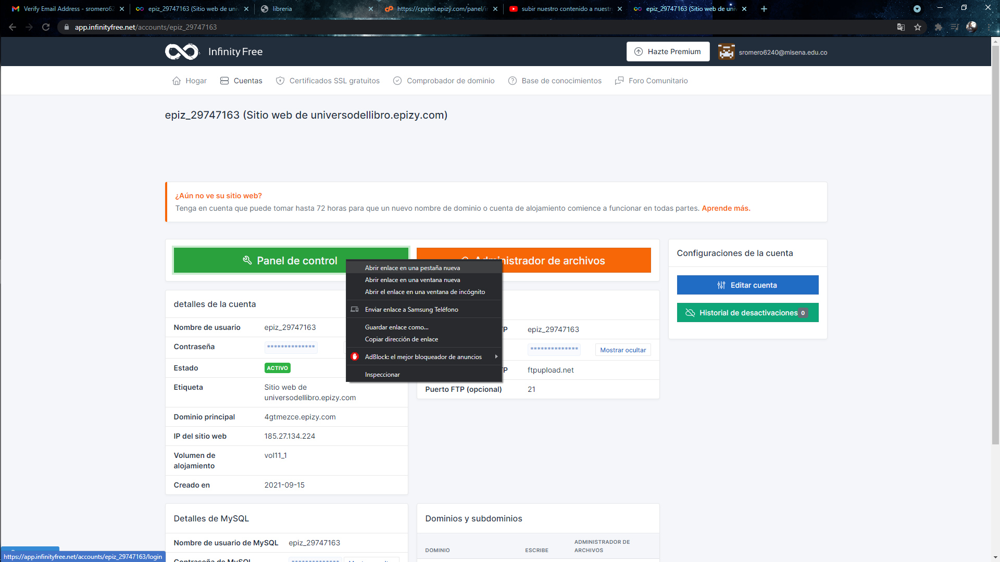 Verify Email Address - sromero62
epiz_29747163 (Sitio web de univ
libreria
https://cpanel.epizy.com/panel/in
subir nuestro contenido a nuestr
epiz_29747163 (Sitio web de univ
app.infinityfree.net/accounts/epiz_29747163
Infinity Free
Hazte Premium
sromero6240@misena.edu.co
Hogar
Cuentas
Certificados SSL gratuitos
Comprobador de dominio
Base de conocimientos
Foro Comunitario
epiz_29747163 (Sitio web de universodellibro.epizy.com)
¿Aún no ve su sitio web?
Tenga en cuenta que puede tomar hasta 72 horas para que un nuevo nombre de dominio o cuenta de alojamiento comience a funcionar en todas partes. Aprende más.
Panel de control
Administrador de archivos
Abrir enlace en una pestaña nueva
Abrir enlace en una ventana nueva
Abrir el enlace en una ventana de incógnito
Enviar enlace a Samsung Teléfono
Guardar enlace como...
Copiar dirección de enlace
AdBlock: el mejor bloqueador de anuncios
Inspeccionar
Configuraciones de la cuenta
Editar cuenta
Historial de desactivaciones 0
detalles de la cuenta
Nombre de usuario epiz_29747163
Contraseña **************
Estado ACTIVO
Etiqueta Sitio web de
universodellibro.epizy.com
Dominio principal 4gtmezce.epizy.com
IP del sitio web 185.27.134.224
Volumen de vol11_1
alojamiento
Creado en 2021-09-15
P epiz_29747163
************** Mostrar ocultar
P ftpupload.net
Puerto FTP (opcional) 21
Detalles de MySQL
Nombre de usuario de MySQL epiz_29747163
Contraseña de MySQL **************
Dominios y subdominios
DOMINIO
ESCRIBE
ADMINISTRADOR DE
ARCHIVOS
https://app.infinityfree.net/accounts/epiz_29747163/login